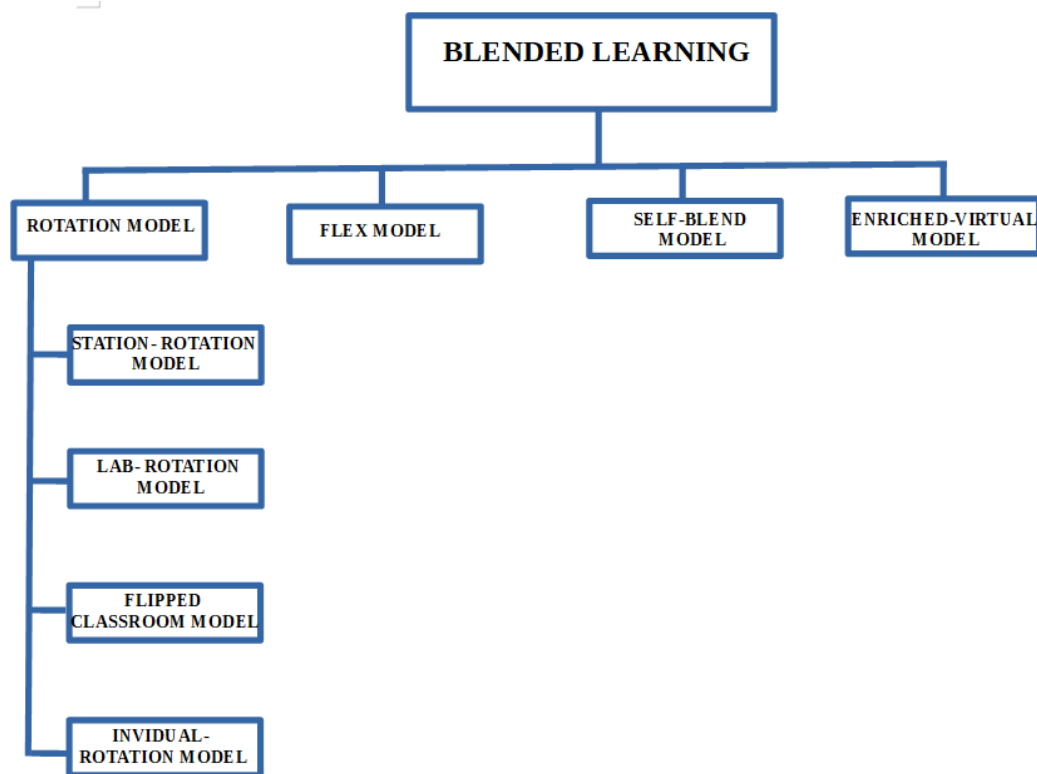 BLENDED LEARNING
ROTATION MODEL
FLEX MODEL
SELF-BLEND
MODEL
ENRICHED-VIRTUAL
MODEL
STATION- ROTATION
MODEL
LAB- ROTATION
MODEL
FLIPPED
CLASSROOM MODEL
INVIDUAL-
ROTATION MODEL